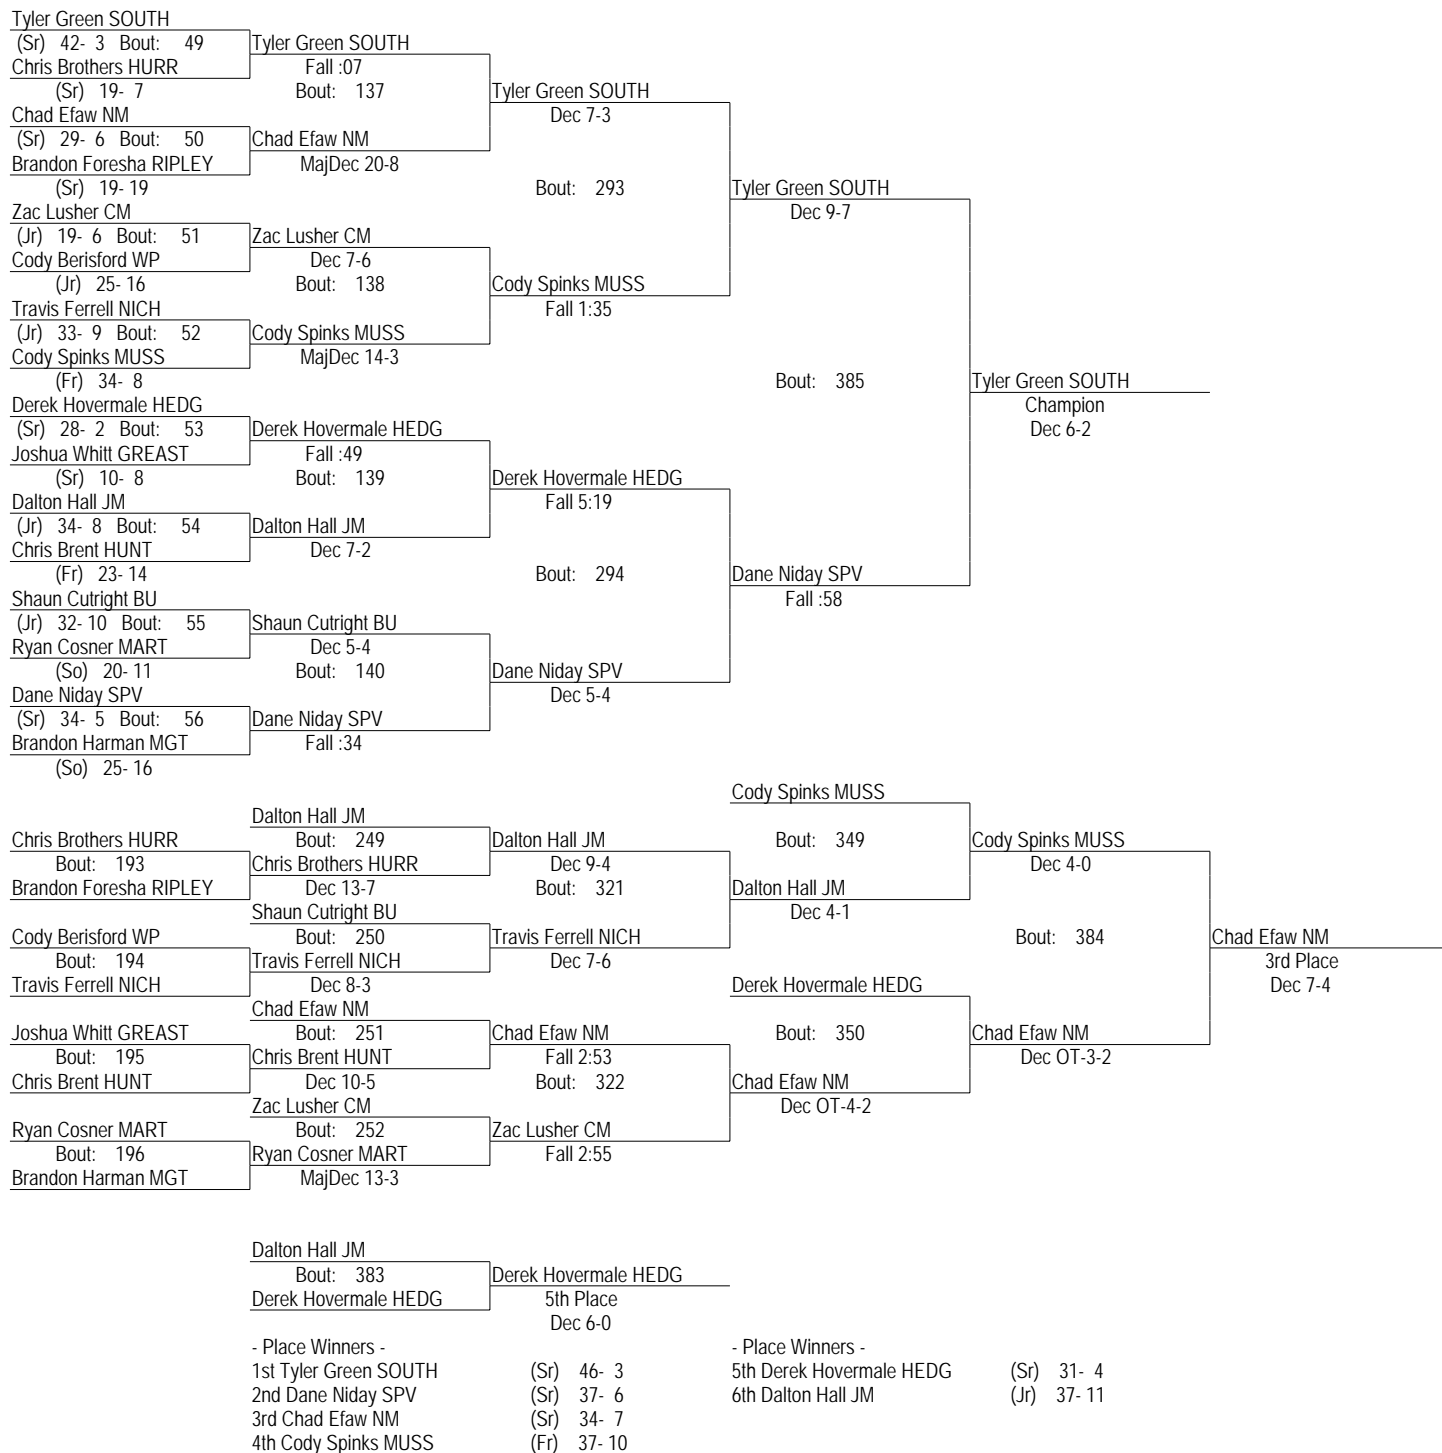 Tyler Green SOUTH
(Sr) 42- 3 Bout: 49 Tyler Green SOUTH
Chris Brothers HURR Fall :07
(Sr) 19- 7 Bout: 137 Tyler Green SOUTH
Chad Efaw NM Dec 7-3
(Sr) 29- 6 Bout: 50 Chad Efaw NM
Brandon Foresha RIPLEY MajDec 20-8
(Sr) 19- 19 Bout: 293 Tyler Green SOUTH
Zac Lusher CM Dec 9-7
(Jr) 19- 6 Bout: 51 Zac Lusher CM
Cody Berisford WP Dec 7-6
(Jr) 25- 16 Bout: 138 Cody Spinks MUSS
Travis Ferrell NICH Fall 1:35
(Jr) 33- 9 Bout: 52 Cody Spinks MUSS
Cody Spinks MUSS MajDec 14-3
(Fr) 34- 8 Bout: 385 Tyler Green SOUTH
Derek Hovermale HEDG Champion
(Sr) 28- 2 Bout: 53 Derek Hovermale HEDG Dec 6-2
Joshua Whitt GREAST Fall :49
(Sr) 10- 8 Bout: 139 Derek Hovermale HEDG
Dalton Hall JM Fall 5:19
(Jr) 34- 8 Bout: 54 Dalton Hall JM
Chris Brent HUNT Dec 7-2
(Fr) 23- 14 Bout: 294 Dane Niday SPV
Shaun Cutright BU Fall :58
(Jr) 32- 10 Bout: 55 Shaun Cutright BU
Ryan Cosner MART Dec 5-4
(So) 20- 11 Bout: 140 Dane Niday SPV
Dane Niday SPV Dec 5-4
(Sr) 34- 5 Bout: 56 Dane Niday SPV
Brandon Harman MGT Fall :34
(So) 25- 16
Cody Spinks MUSS
Dalton Hall JM
Chris Brothers HURR Bout: 249 Dalton Hall JM Bout: 349 Cody Spinks MUSS
Bout: 193 Chris Brothers HURR Dec 9-4 Dec 4-0
Brandon Foresha RIPLEY Dec 13-7 Bout: 321 Dalton Hall JM
Shaun Cutright BU Dec 4-1
Cody Berisford WP Bout: 250 Travis Ferrell NICH Bout: 384 Chad Efaw NM
Bout: 194 Travis Ferrell NICH Dec 7-6 3rd Place
Travis Ferrell NICH Dec 8-3 Derek Hovermale HEDG Dec 7-4
Chad Efaw NM
Joshua Whitt GREAST Bout: 251 Chad Efaw NM Bout: 350 Chad Efaw NM
Bout: 195 Chris Brent HUNT Fall 2:53 Dec OT-3-2
Chris Brent HUNT Dec 10-5 Bout: 322 Chad Efaw NM
Zac Lusher CM Dec OT-4-2
Ryan Cosner MART Bout: 252 Zac Lusher CM
Bout: 196 Ryan Cosner MART Fall 2:55
Brandon Harman MGT MajDec 13-3
Dalton Hall JM
Bout: 383 Derek Hovermale HEDG
Derek Hovermale HEDG 5th Place
Dec 6-0
- Place Winners - - Place Winners -
1st Tyler Green SOUTH (Sr) 46- 3 5th Derek Hovermale HEDG (Sr) 31- 4
2nd Dane Niday SPV (Sr) 37- 6 6th Dalton Hall JM (Jr) 37- 11
3rd Chad Efaw NM (Sr) 34- 7
4th Cody Spinks MUSS (Fr) 37- 10